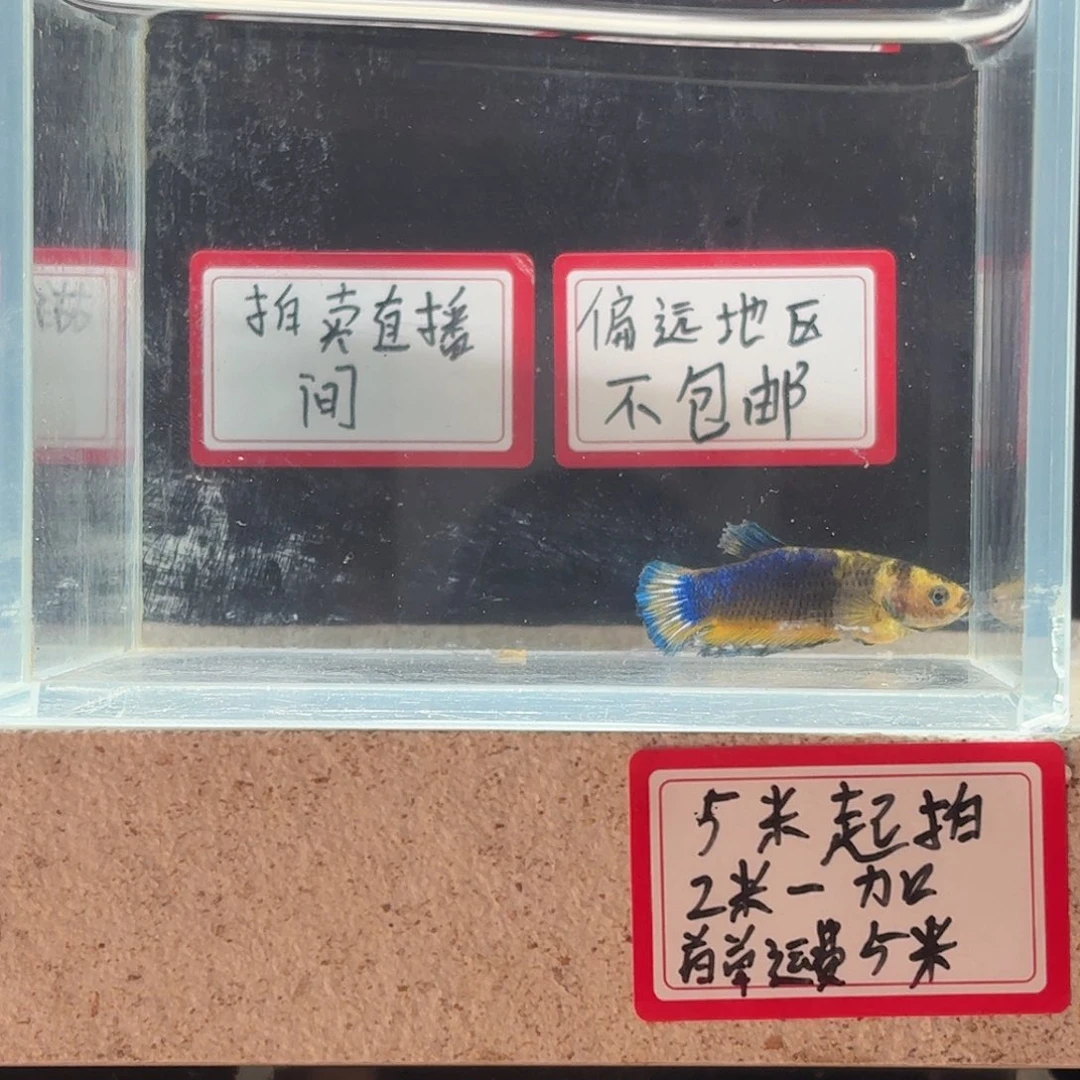 拍卖直播
间
偏远地区
不包邮
5米起拍
2米一加
首单运费5米